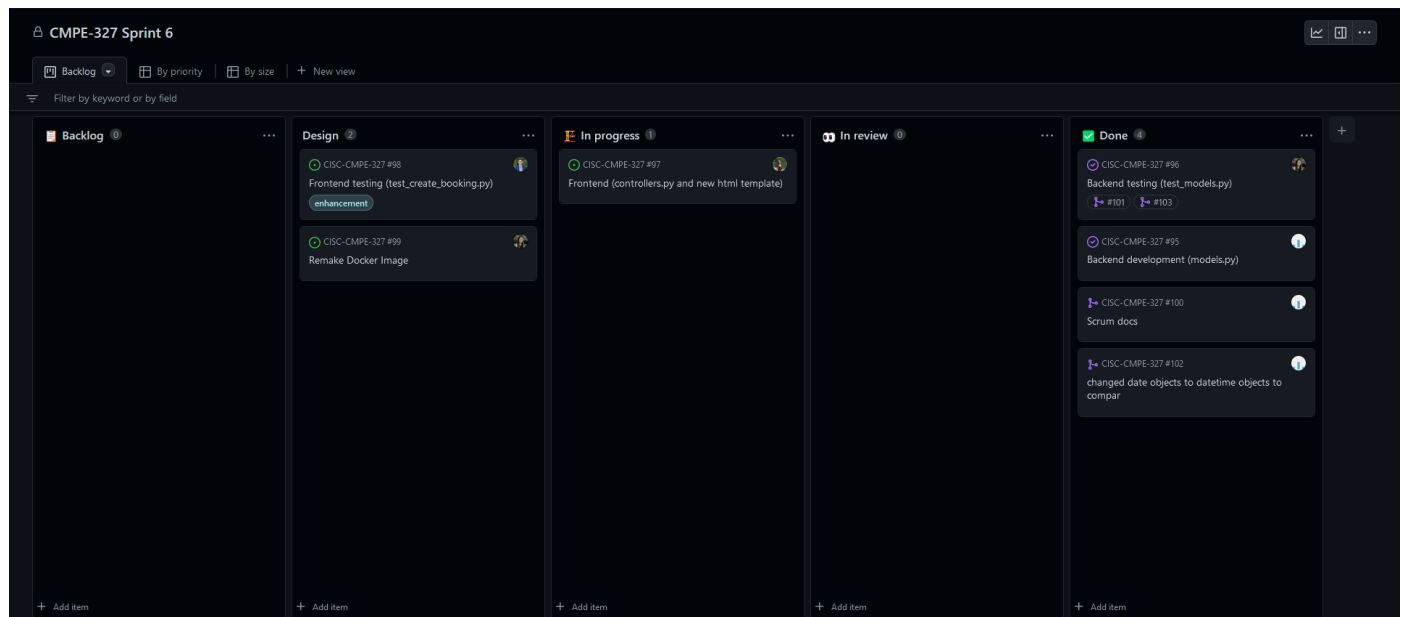 CMPE-327 Sprint 6
Backlog
By priority
By size
New view
Filter by keyword or by field
Backlog 0
CISC-CMPE-327 #98
Design 2
Frontend testing (test_create_booking.py)
enhancement
CISC-CMPE-327 #99
Remake Docker Image
In progress 1
CISC-CMPE-327 #97
Frontend (controllers.py and new html template)
In review 0
Done 4
CISC-CMPE-327 #96
Backend testing (test_models.py)
#101 #103
CISC-CMPE-327 #95
Backend development (models.py)
CISC-CMPE-327 #100
Scrum docs
CISC-CMPE-327 #102
changed date objects to datetime objects to
compar
Add item
Add item
Add item
Add item
Add item